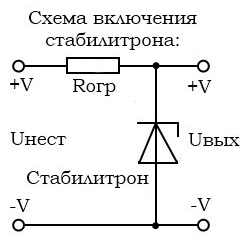 Схема включения
стабилитрона:
+V Rогр +V
Uнест Uвых
Стабилитрон
-V -V